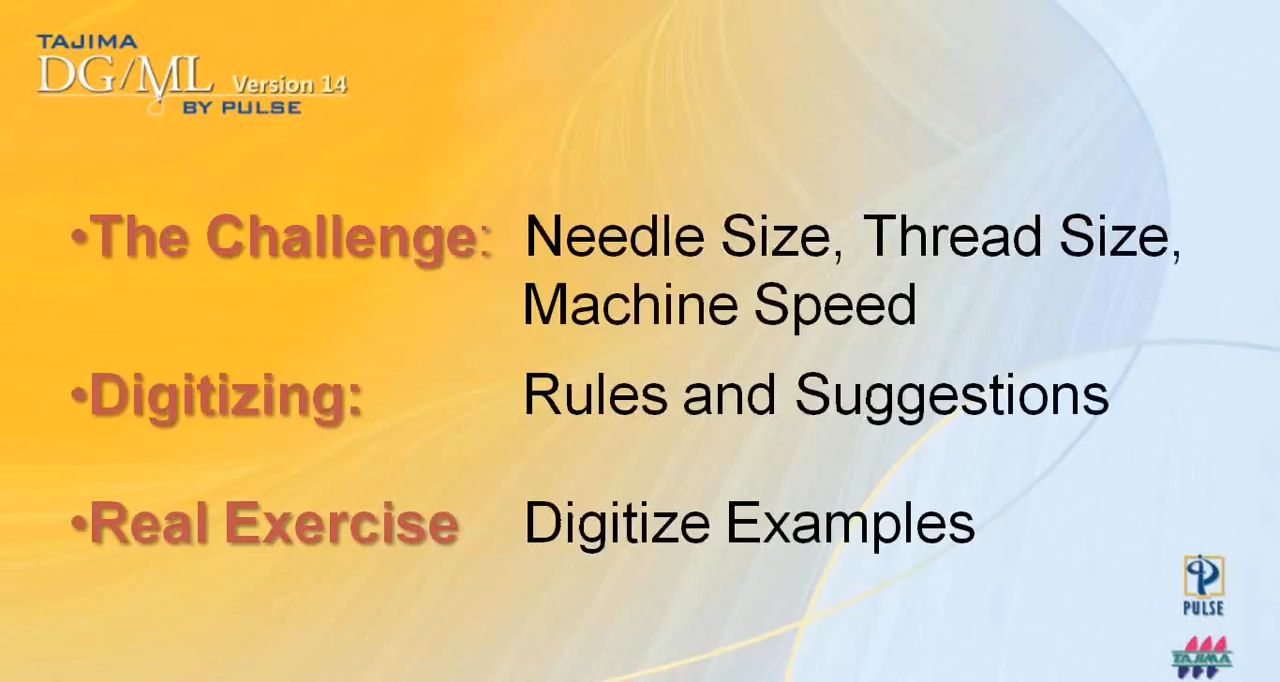 TAJIMA
DG/ML Version 14
BY PULSE
•The Challenge: Needle Size, Thread Size,
Machine Speed
•Digitizing: Rules and Suggestions
•Real Exercise Digitize Examples
PULSE
TAJIMA